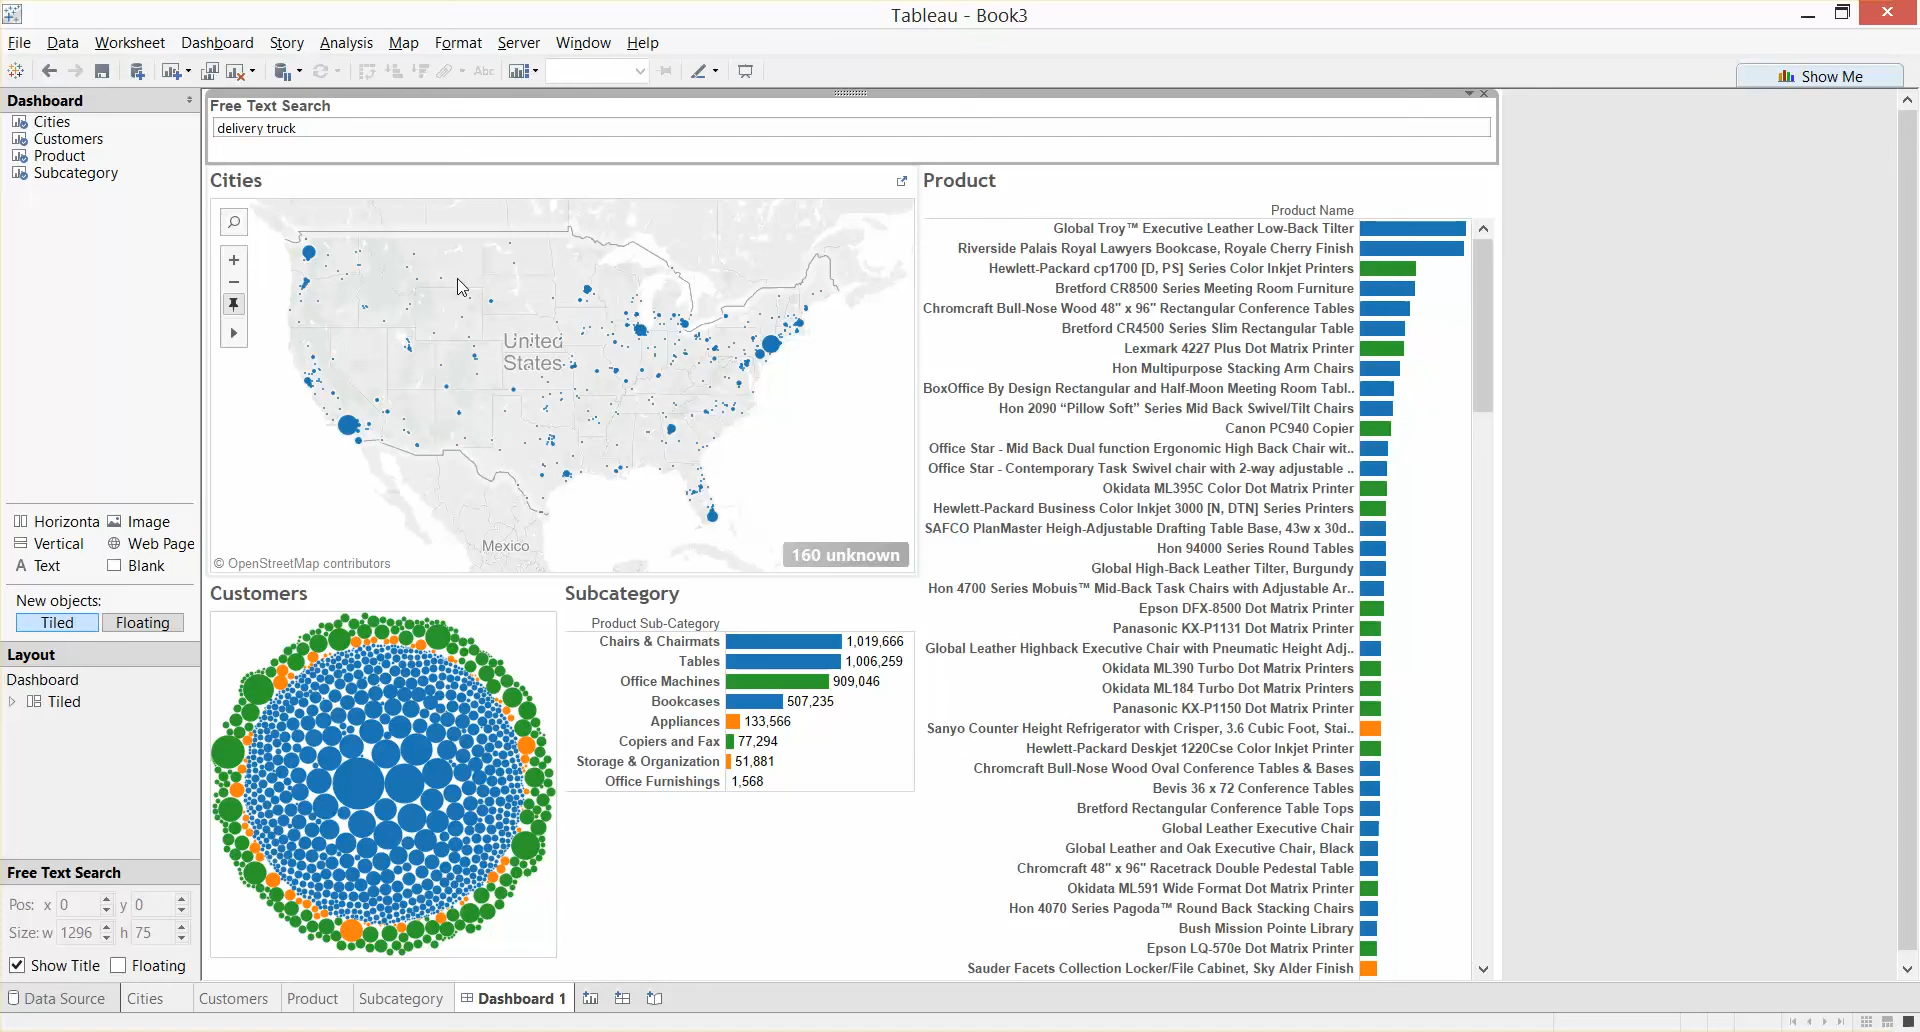 Tableau - Book3
File Data Worksheet Dashboard Story Analysis Map Format Server Window Help
Abc
Show Me
Dashboard
Cities
Customers
Product
Subcategory
Horizonta Image
Vertical Web Page
A Text Blank
New objects:
Tiled Floating
Layout
Dashboard
Tiled
Free Text Search
Pos: x 0 y 0
Size: w 1296 h 75
Show Title Floating
Free Text Search
delivery truck
Cities
United
States
Mexico
© OpenStreetMap contributors
160 unknown
Customers
Subcategory
Product Sub-Category
Chairs & Chairmats 1,019,666
Tables 1,006,259
Office Machines 909,046
Bookcases 507,235
Appliances 133,566
Copiers and Fax 77,294
Storage & Organization 51,881
Office Furnishings 1,568
Product
Product Name
Global Troy™ Executive Leather Low-Back Tilter
Riverside Palais Royal Lawyers Bookcase, Royale Cherry Finish
Hewlett-Packard cp1700 [D, PS] Series Color Inkjet Printers
Bretford CR8500 Series Meeting Room Furniture
Chromcraft Bull-Nose Wood 48" x 96" Rectangular Conference Tables
Bretford CR4500 Series Slim Rectangular Table
Lexmark 4227 Plus Dot Matrix Printer
Hon Multipurpose Stacking Arm Chairs
BoxOffice By Design Rectangular and Half-Moon Meeting Room Tabl..
Hon 2090 “Pillow Soft” Series Mid Back Swivel/Tilt Chairs
Canon PC940 Copier
Office Star - Mid Back Dual function Ergonomic High Back Chair wit..
Office Star - Contemporary Task Swivel chair with 2-way adjustable ..
Okidata ML395C Color Dot Matrix Printer
Hewlett-Packard Business Color Inkjet 3000 [N, DTN] Series Printers
SAFCO PlanMaster Heigh-Adjustable Drafting Table Base, 43w x 30d..
Hon 94000 Series Round Tables
Global High-Back Leather Tilter, Burgundy
Hon 4700 Series Mobuis™ Mid-Back Task Chairs with Adjustable Ar..
Epson DFX-8500 Dot Matrix Printer
Panasonic KX-P1131 Dot Matrix Printer
Global Leather Highback Executive Chair with Pneumatic Height Adj..
Okidata ML390 Turbo Dot Matrix Printers
Okidata ML184 Turbo Dot Matrix Printers
Panasonic KX-P1150 Dot Matrix Printer
Sanyo Counter Height Refrigerator with Crisper, 3.6 Cubic Foot, Stai..
Hewlett-Packard Deskjet 1220Cse Color Inkjet Printer
Chromcraft Bull-Nose Wood Oval Conference Tables & Bases
Bevis 36 x 72 Conference Tables
Bretford Rectangular Conference Table Tops
Global Leather Executive Chair
Global Leather and Oak Executive Chair, Black
Chromcraft 48" x 96" Racetrack Double Pedestal Table
Okidata ML591 Wide Format Dot Matrix Printer
Hon 4070 Series Pagoda™ Round Back Stacking Chairs
Bush Mission Pointe Library
Epson LQ-570e Dot Matrix Printer
Sauder Facets Collection Locker/File Cabinet, Sky Alder Finish
Data Source Cities Customers Product Subcategory Dashboard 1